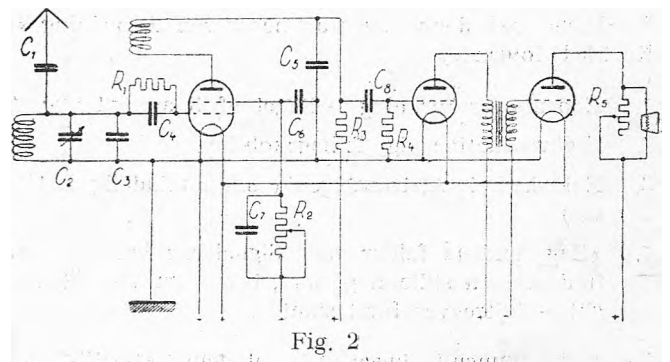 C₁
R₁
C₄
C₂
C₃
C₅
C₆
C₇
R₂
R₃
C₈
R₄
R₅
Fig. 2